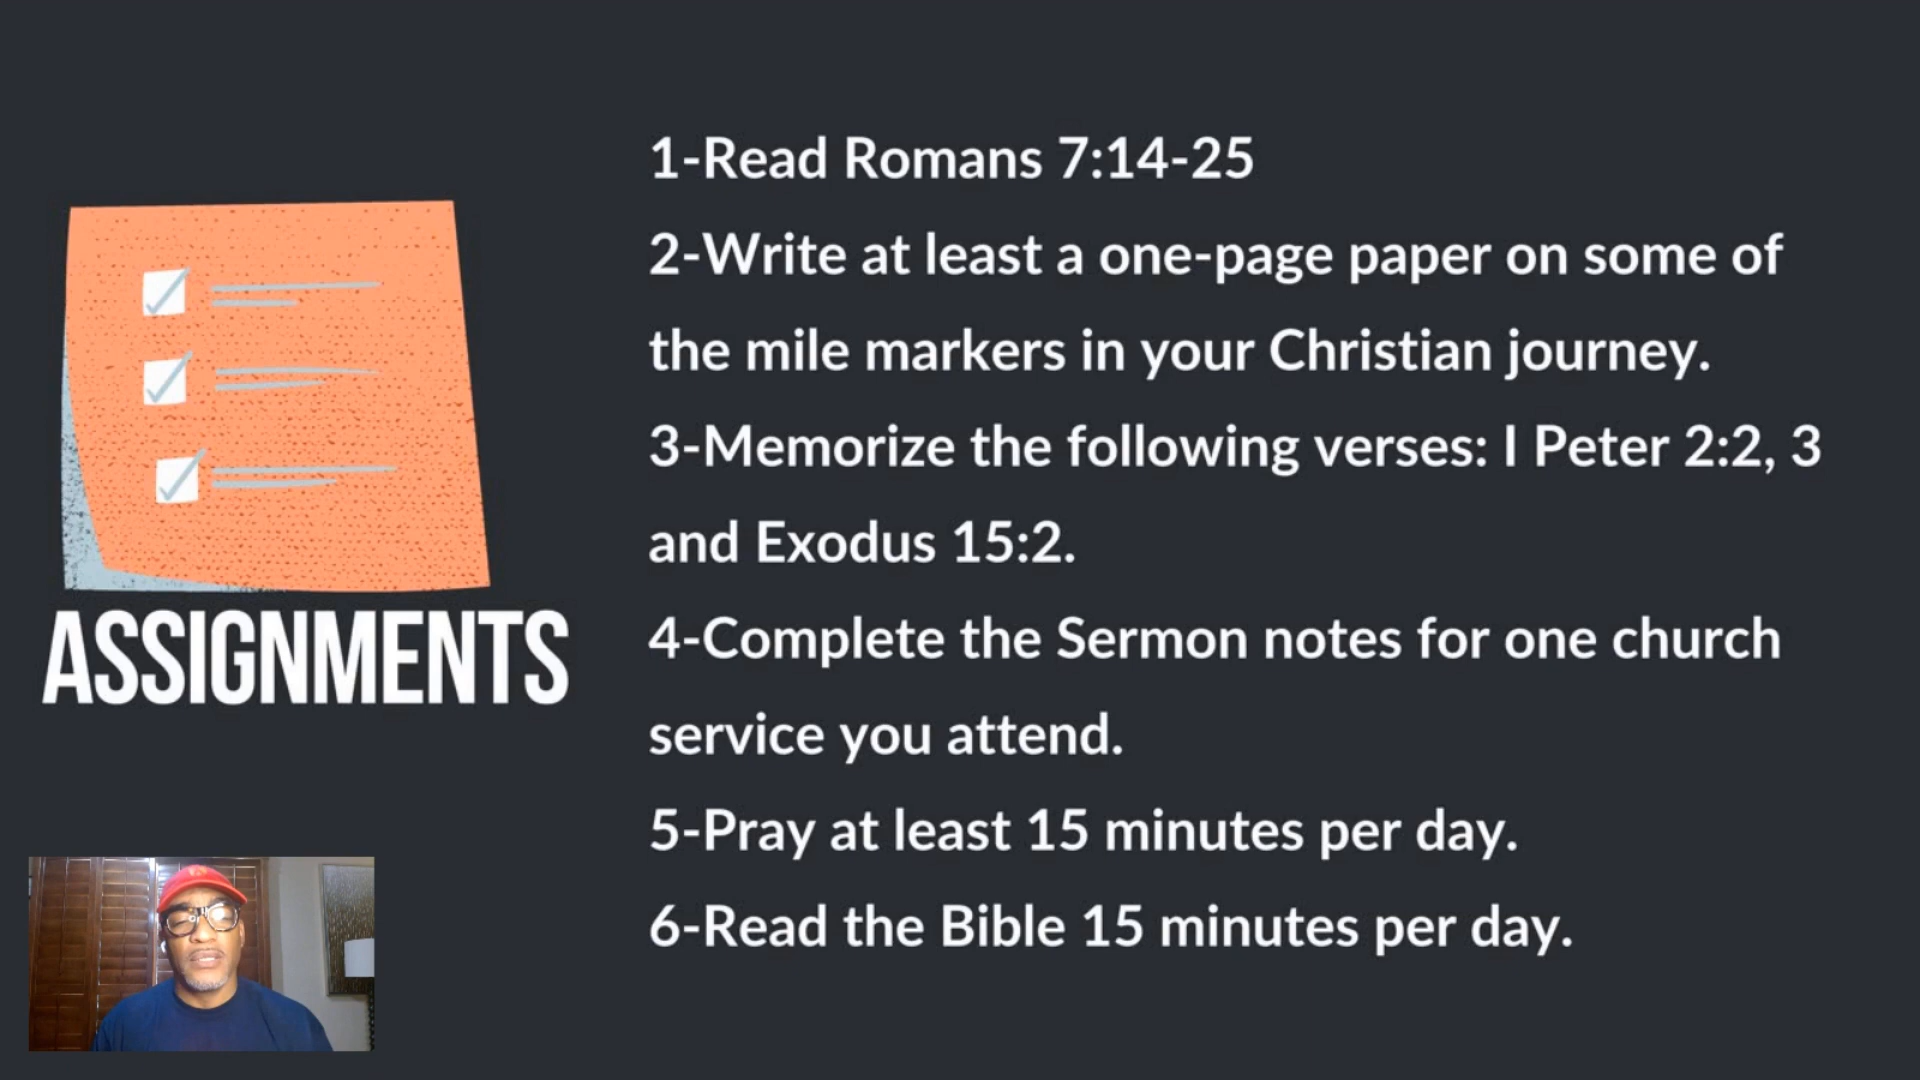 1-Read Romans 7:14-25
2-Write at least a one-page paper on some of
the mile markers in your Christian journey.
3-Memorize the following verses: I Peter 2:2, 3
and Exodus 15:2.
4-Complete the Sermon notes for one church
service you attend.
5-Pray at least 15 minutes per day.
6-Read the Bible 15 minutes per day.
ASSIGNMENTS